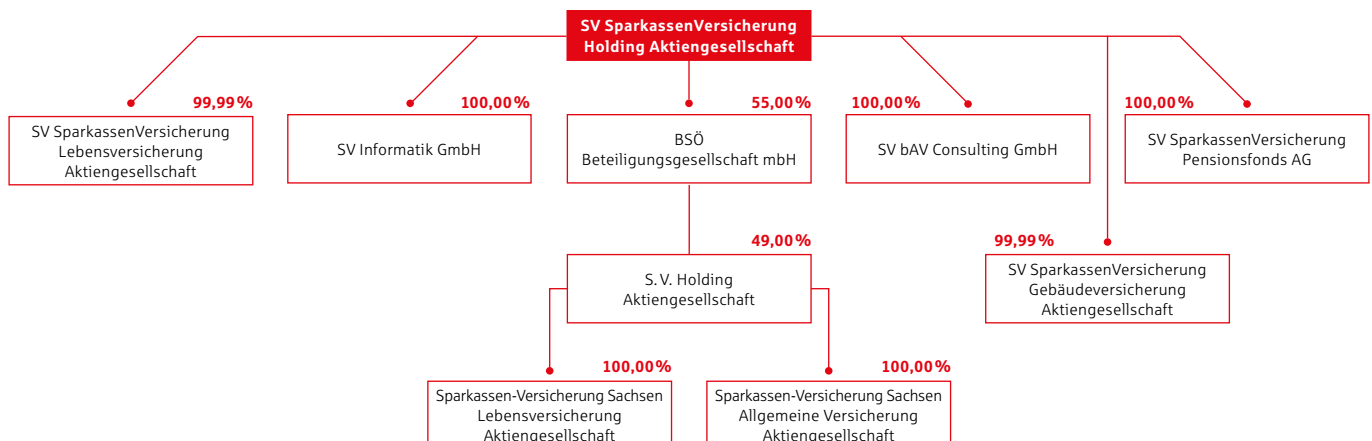 SV SparkassenVersicherung
Holding Aktiengesellschaft
99,99 %
SV SparkassenVersicherung
Lebensversicherung
Aktiengesellschaft
100,00 %
SV Informatik GmbH
55,00 %
BSÖ
Beteiligungsgesellschaft mbH
100,00 %
SV bAV Consulting GmbH
100,00 %
SV SparkassenVersicherung
Pensionsfonds AG
49,00 %
S. V. Holding
Aktiengesellschaft
99,99 %
SV SparkassenVersicherung
Gebäudeversicherung
Aktiengesellschaft
100,00 %
Sparkassen-Versicherung Sachsen
Lebensversicherung
Aktiengesellschaft
100,00 %
Sparkassen-Versicherung Sachsen
Allgemeine Versicherung
Aktiengesellschaft